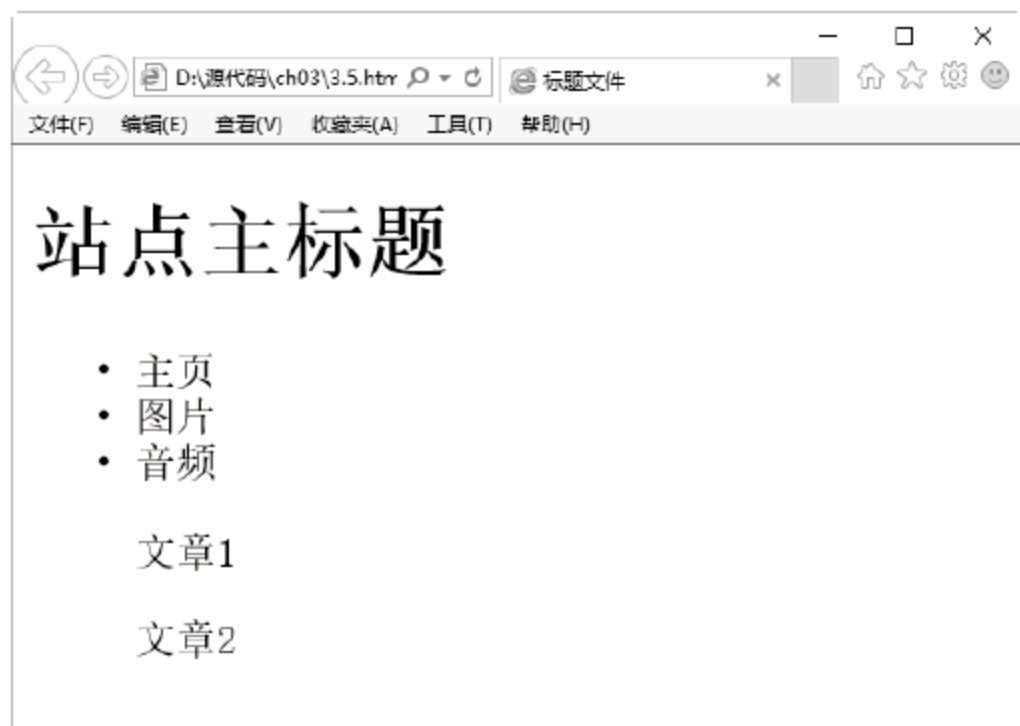 D:\源代码\ch03\3.5.htm
标题文件
文件(F) 编辑(E) 查看(V) 收藏夹(A) 工具(T) 帮助(H)
站点主标题
• 主页
• 图片
• 音频
文章1
文章2